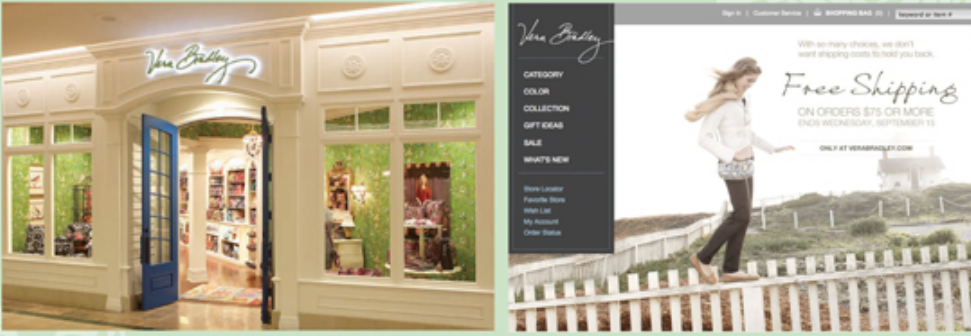 Vera Bradley
Vera Bradley
CATEGORY
COLOR
COLLECTION
GIFT IDEAS
SALE
WHAT'S NEW
Store Locator
Favorite Store
Wish List
My Account
Order Status
Sign In | Customer Service | SHOPPING BAG (0) | keyword or item #
With so many choices, we don't
want shipping costs to hold you back.
Free Shipping
ON ORDERS $75 OR MORE
ENDS WEDNESDAY, SEPTEMBER 15
ONLY AT VERABRADLEY.COM